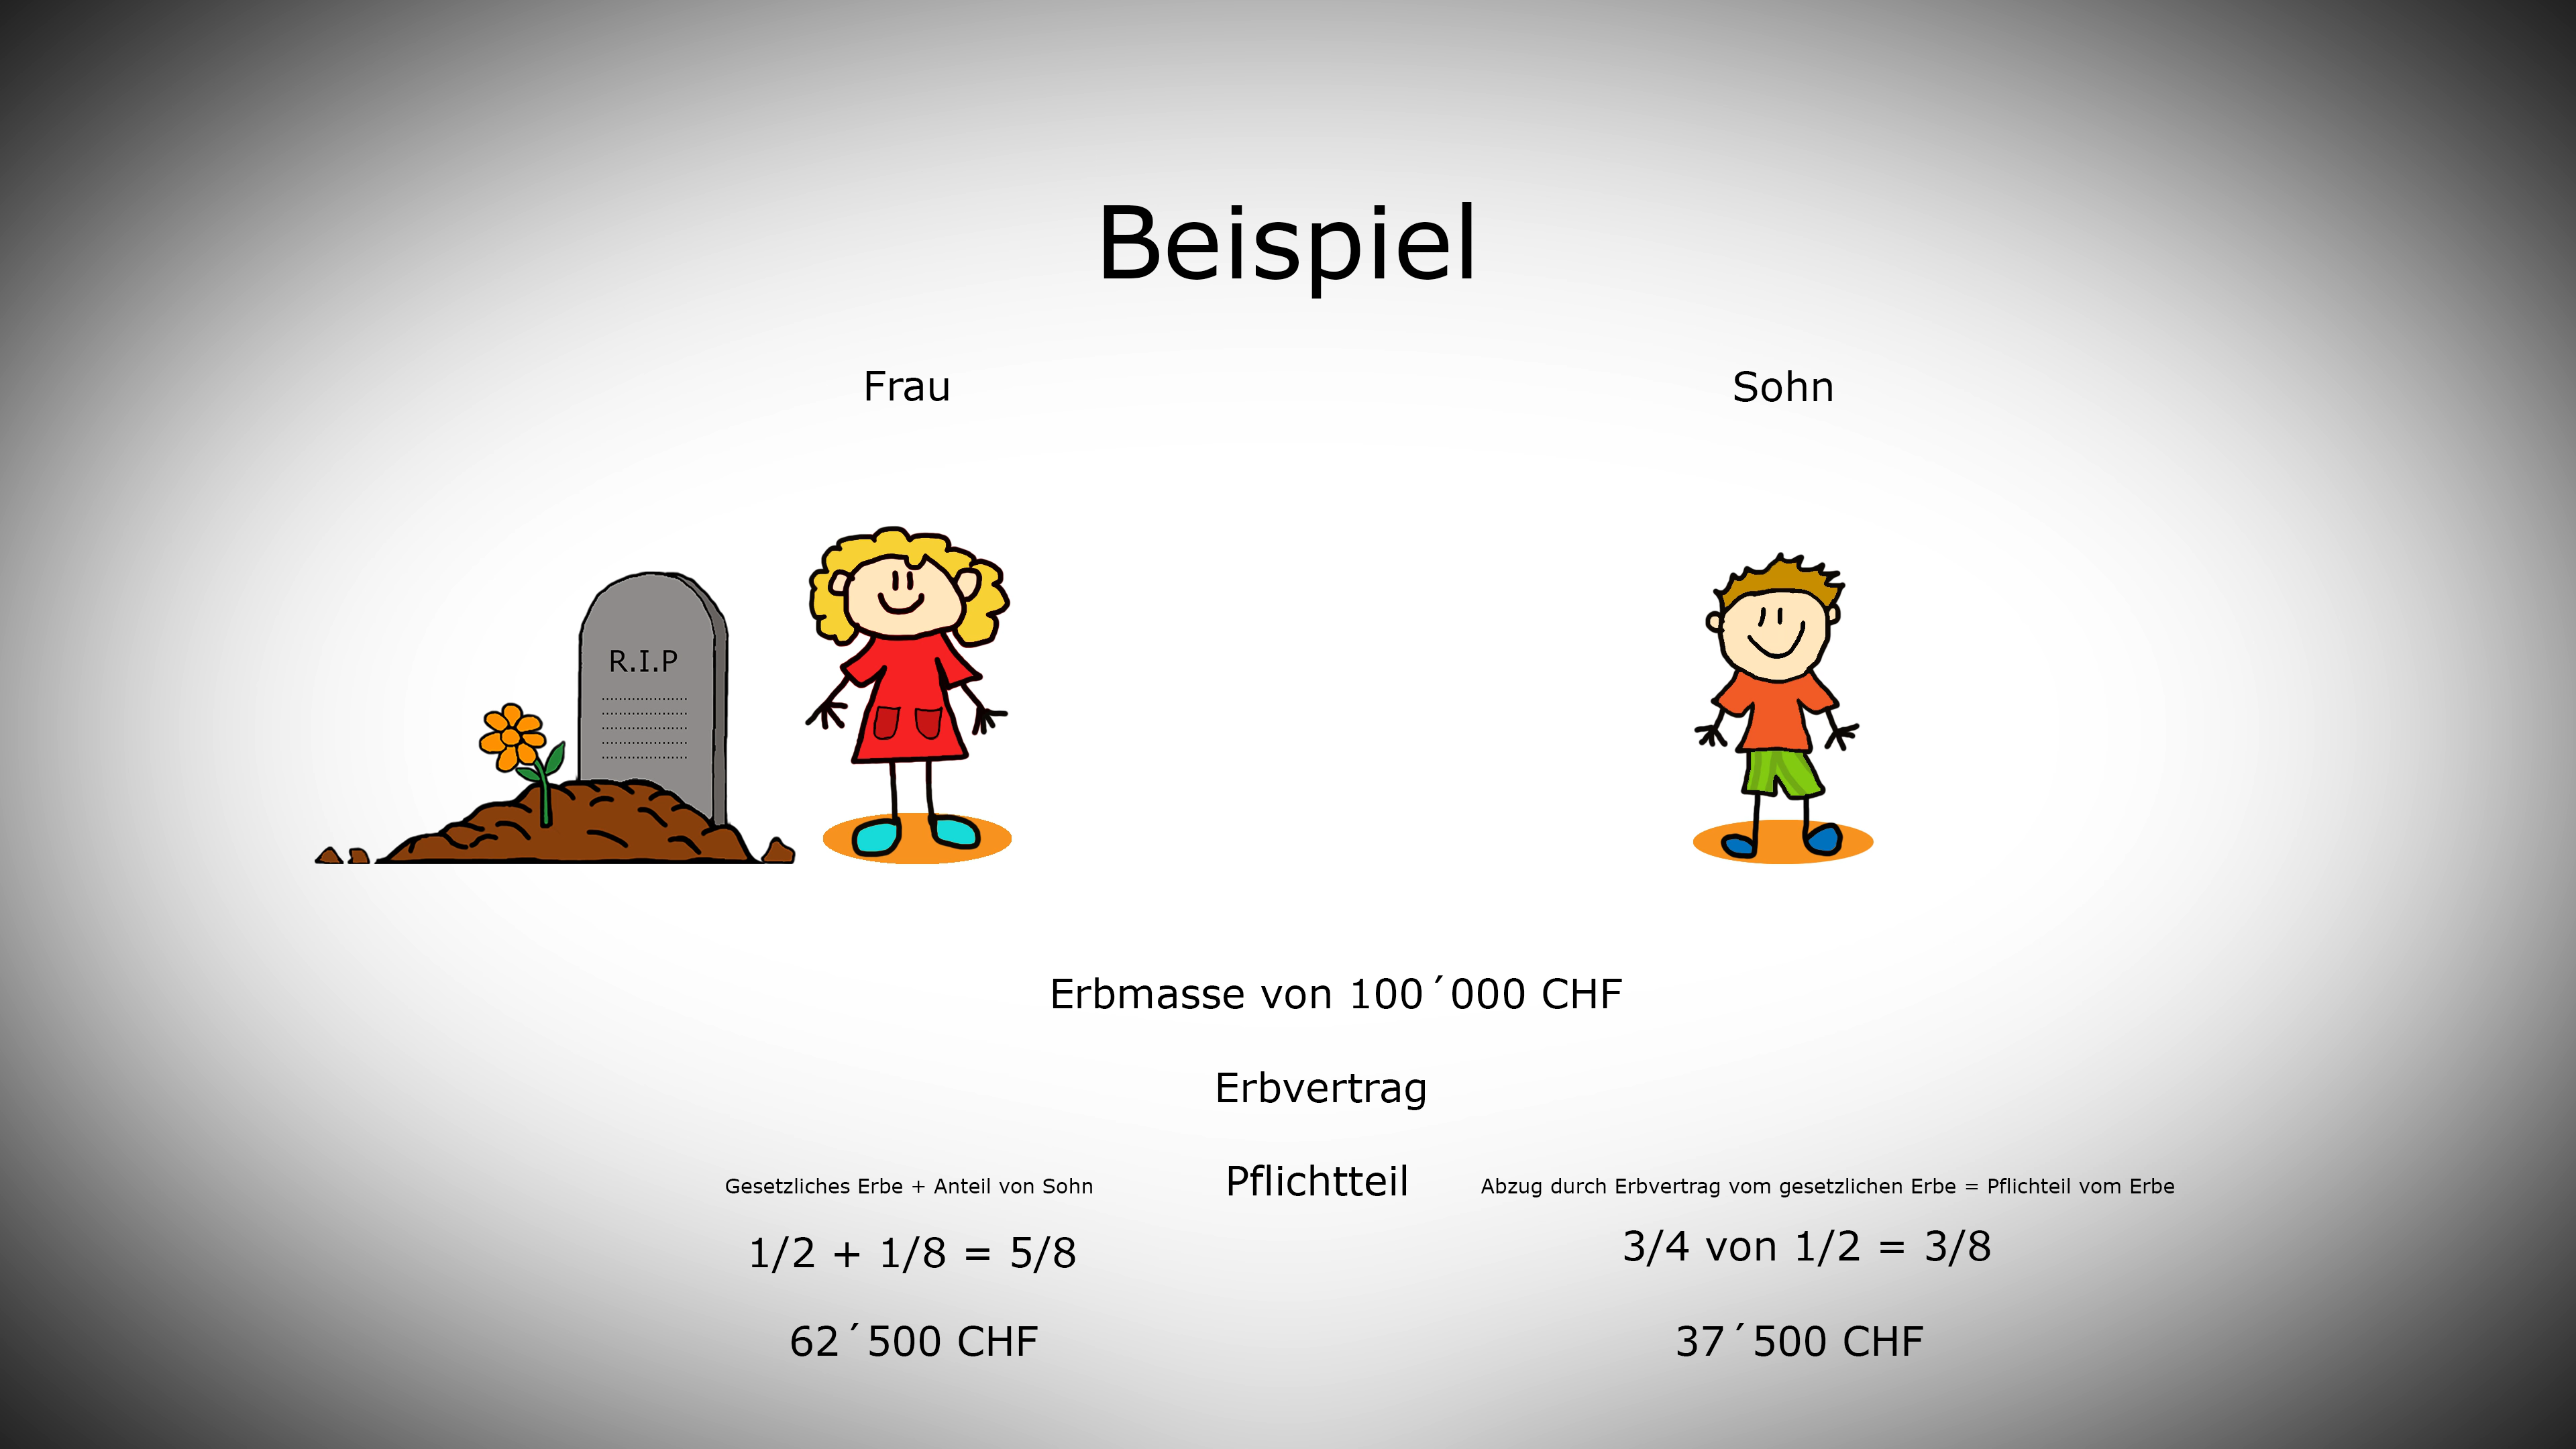 Beispiel
Frau
Sohn
R.I.P
Erbmasse von 100´000 CHF
Erbvertrag
Pflichtteil
Gesetzliches Erbe + Anteil von Sohn
1/2 + 1/8 = 5/8
62´500 CHF
Abzug durch Erbvertrag vom gesetzlichen Erbe = Pflichteil vom Erbe
3/4 von 1/2 = 3/8
37´500 CHF